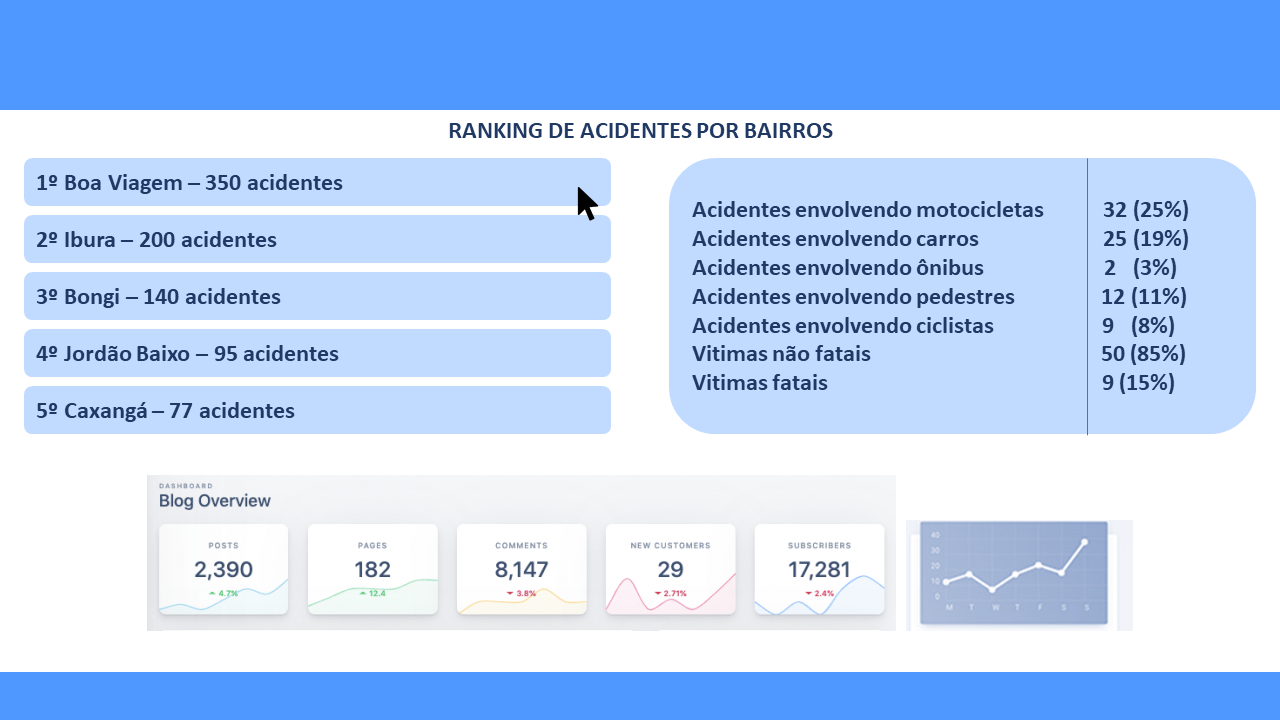 RANKING DE ACIDENTES POR BAIRROS
1º Boa Viagem – 350 acidentes
2º Ibura – 200 acidentes
3º Bongi – 140 acidentes
4º Jordão Baixo – 95 acidentes
5º Caxangá – 77 acidentes
Acidentes envolvendo motocicletas 32 (25%)
Acidentes envolvendo carros 25 (19%)
Acidentes envolvendo ônibus 2 (3%)
Acidentes envolvendo pedestres 12 (11%)
Acidentes envolvendo ciclistas 9 (8%)
Vitimas não fatais 50 (85%)
Vitimas fatais 9 (15%)
DASHBOARD
Blog Overview
POSTS
2,390
4.7%
PAGES
182
12.4
COMMENTS
8,147
3.8%
NEW CUSTOMERS
29
2.71%
SUBSCRIBERS
17,281
2.4%
40
30
20
10
0
M T W T F S S